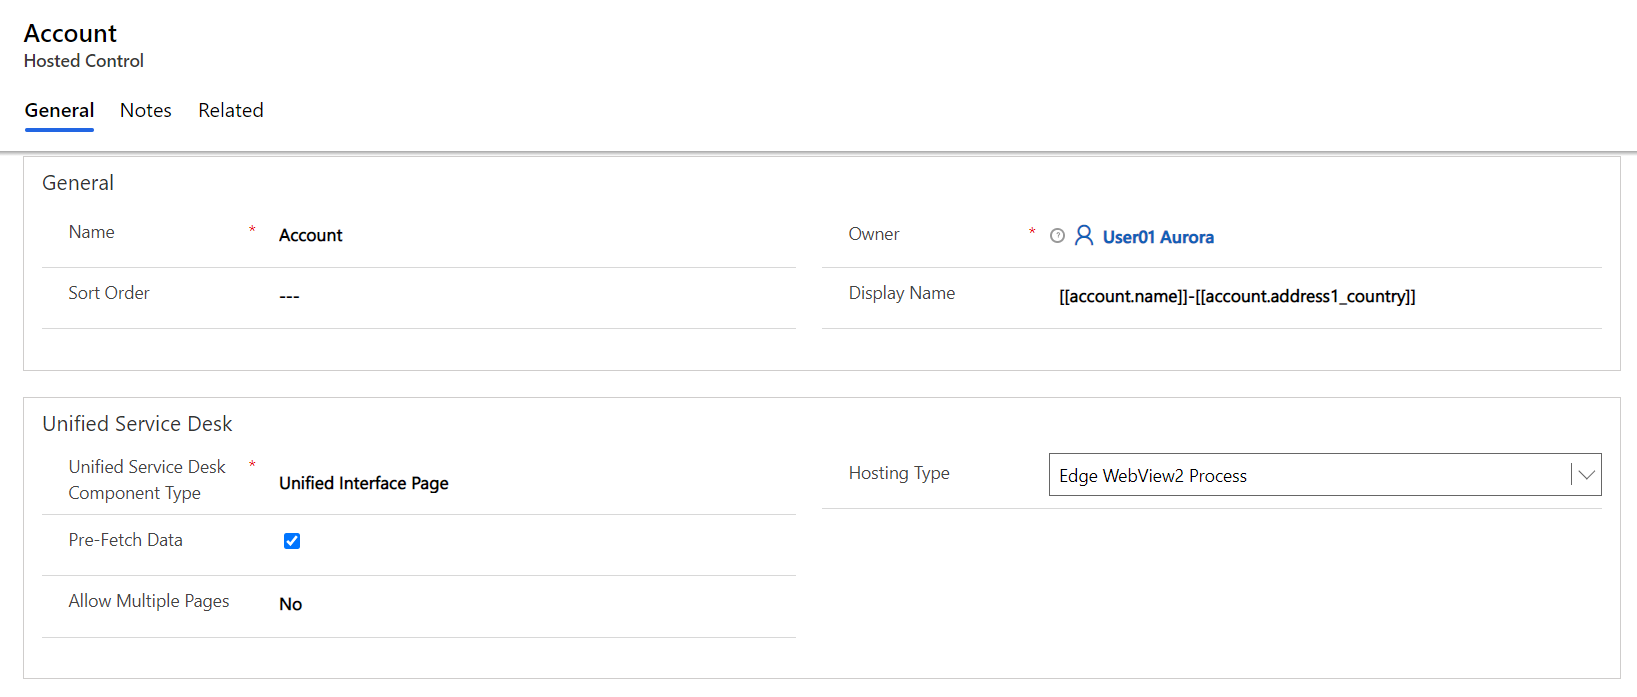 Account
Hosted Control
General Notes Related
General
Name * Account
Owner * User01 Aurora
Sort Order ---
Display Name [[account.name]]-[[account.address1_country]]
Unified Service Desk
Unified Service Desk * 
Component Type
Unified Interface Page
Hosting Type Edge WebView2 Process
Pre-Fetch Data
Allow Multiple Pages No